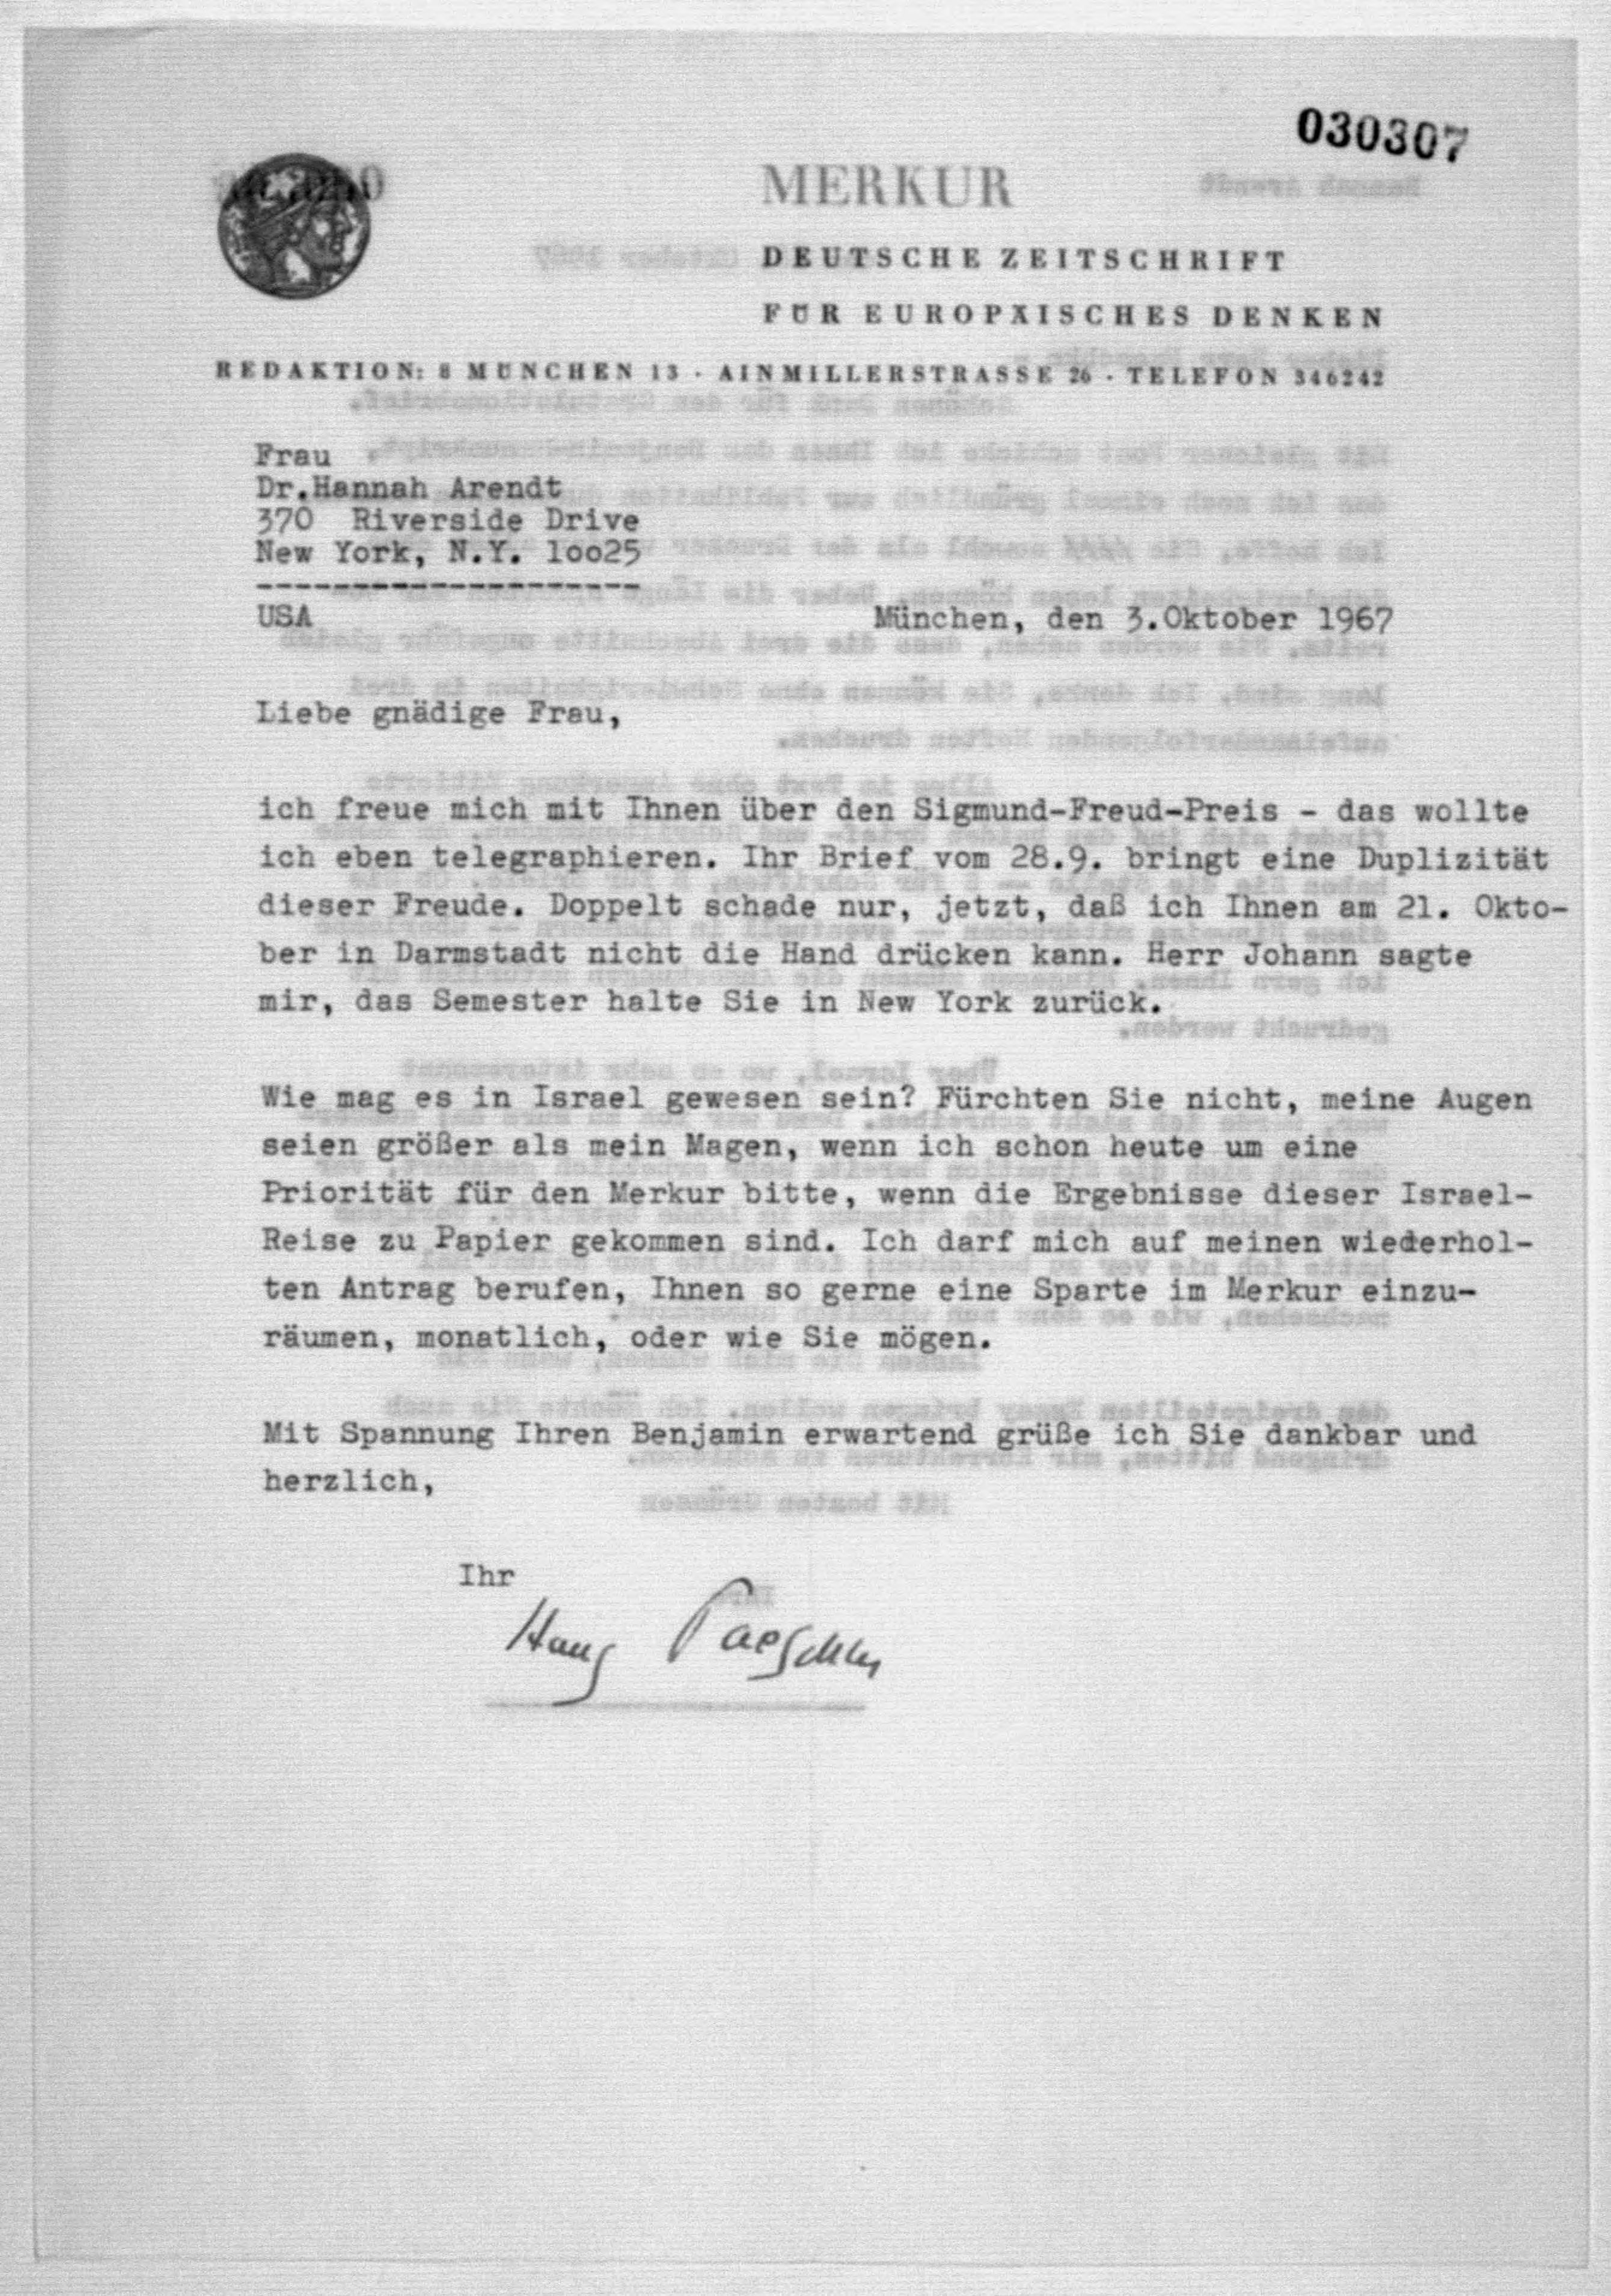 030307
MERKUR
DEUTSCHE ZEITSCHRIFT
FÜR EUROPÄISCHES DENKEN
REDAKTION: 8 MÜNCHEN 13 · AINMILLERSTRASSE 26 · TELEFON 346242
Frau
Dr.Hannah Arendt
370 Riverside Drive
New York, N.Y. 10025
--------------------
USA
München, den 3.Oktober 1967
Liebe gnädige Frau,
ich freue mich mit Ihnen über den Sigmund-Freud-Preis - das wollte
ich eben telegraphieren. Ihr Brief vom 28.9. bringt eine Duplizität
dieser Freude. Doppelt schade nur, jetzt, daß ich Ihnen am 21. Okto-
ber in Darmstadt nicht die Hand drücken kann. Herr Johann sagte
mir, das Semester halte Sie in New York zurück.
Wie mag es in Israel gewesen sein? Fürchten Sie nicht, meine Augen
seien größer als mein Magen, wenn ich schon heute um eine
Priorität für den Merkur bitte, wenn die Ergebnisse dieser Israel-
Reise zu Papier gekommen sind. Ich darf mich auf meinen wiederhol-
ten Antrag berufen, Ihnen so gerne eine Sparte im Merkur einzu-
räumen, monatlich, oder wie Sie mögen.
Mit Spannung Ihren Benjamin erwartend grüße ich Sie dankbar und
herzlich,
Ihr
Hans Paeschke